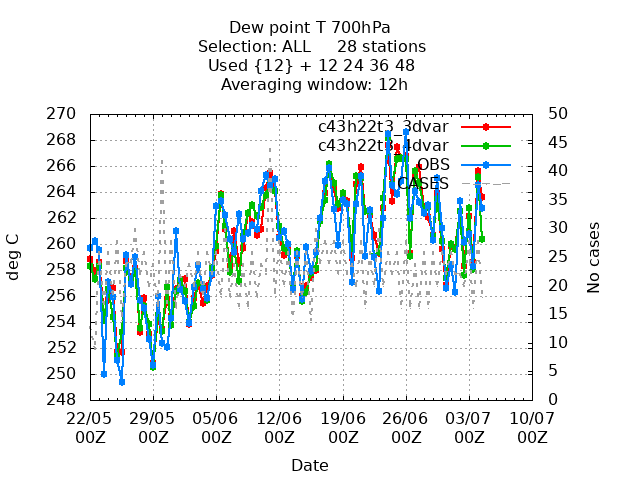 Dew point T 700hPa
Selection: ALL     28 stations
Used {12} + 12 24 36 48
Averaging window: 12h
270
268
266
264
262
260
258
256
254
252
250
248
deg C
50
45
40
35
30
25
20
15
10
5
0
No cases
c43h22t3_3dvar
c43h22t3_4dvar
OBS
CASES
22/05 29/05 05/06 12/06 19/06 26/06 03/07 10/07
00Z 00Z 00Z 00Z 00Z 00Z 00Z 00Z
Date